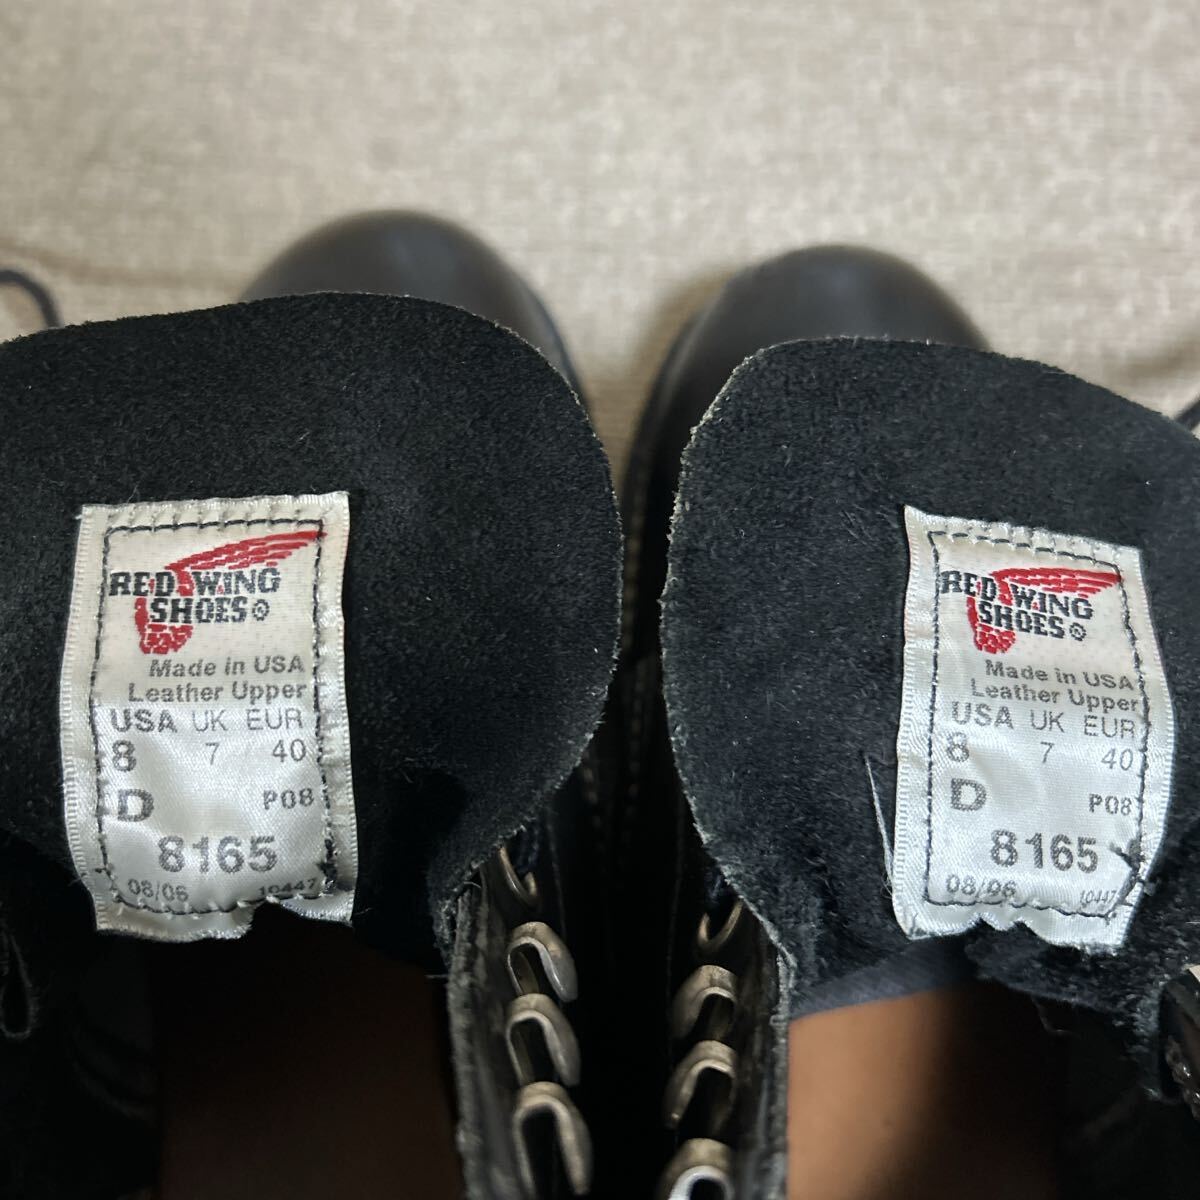 RED WING
SHOES®
Made in USA
Leather Upper
USA UK EUR
8 7 40
D P08
8165
08/06 10447
RED WING
SHOES®
Made in USA
Leather Upper
USA UK EUR
8 7 40
D P08
8165
08/06 10447